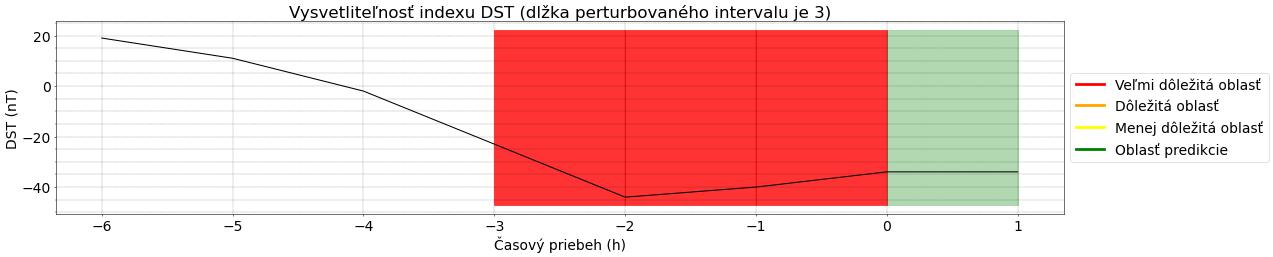 Vysvetliteľnosť indexu DST (dĺžka perturbovaného intervalu je 3)
20
0
−20
−40
DST (nT)
−6 −5 −4 −3 −2 −1 0 1
Časový priebeh (h)
Veľmi dôležitá oblasť
Dôležitá oblasť
Menej dôležitá oblasť
Oblasť predikcie